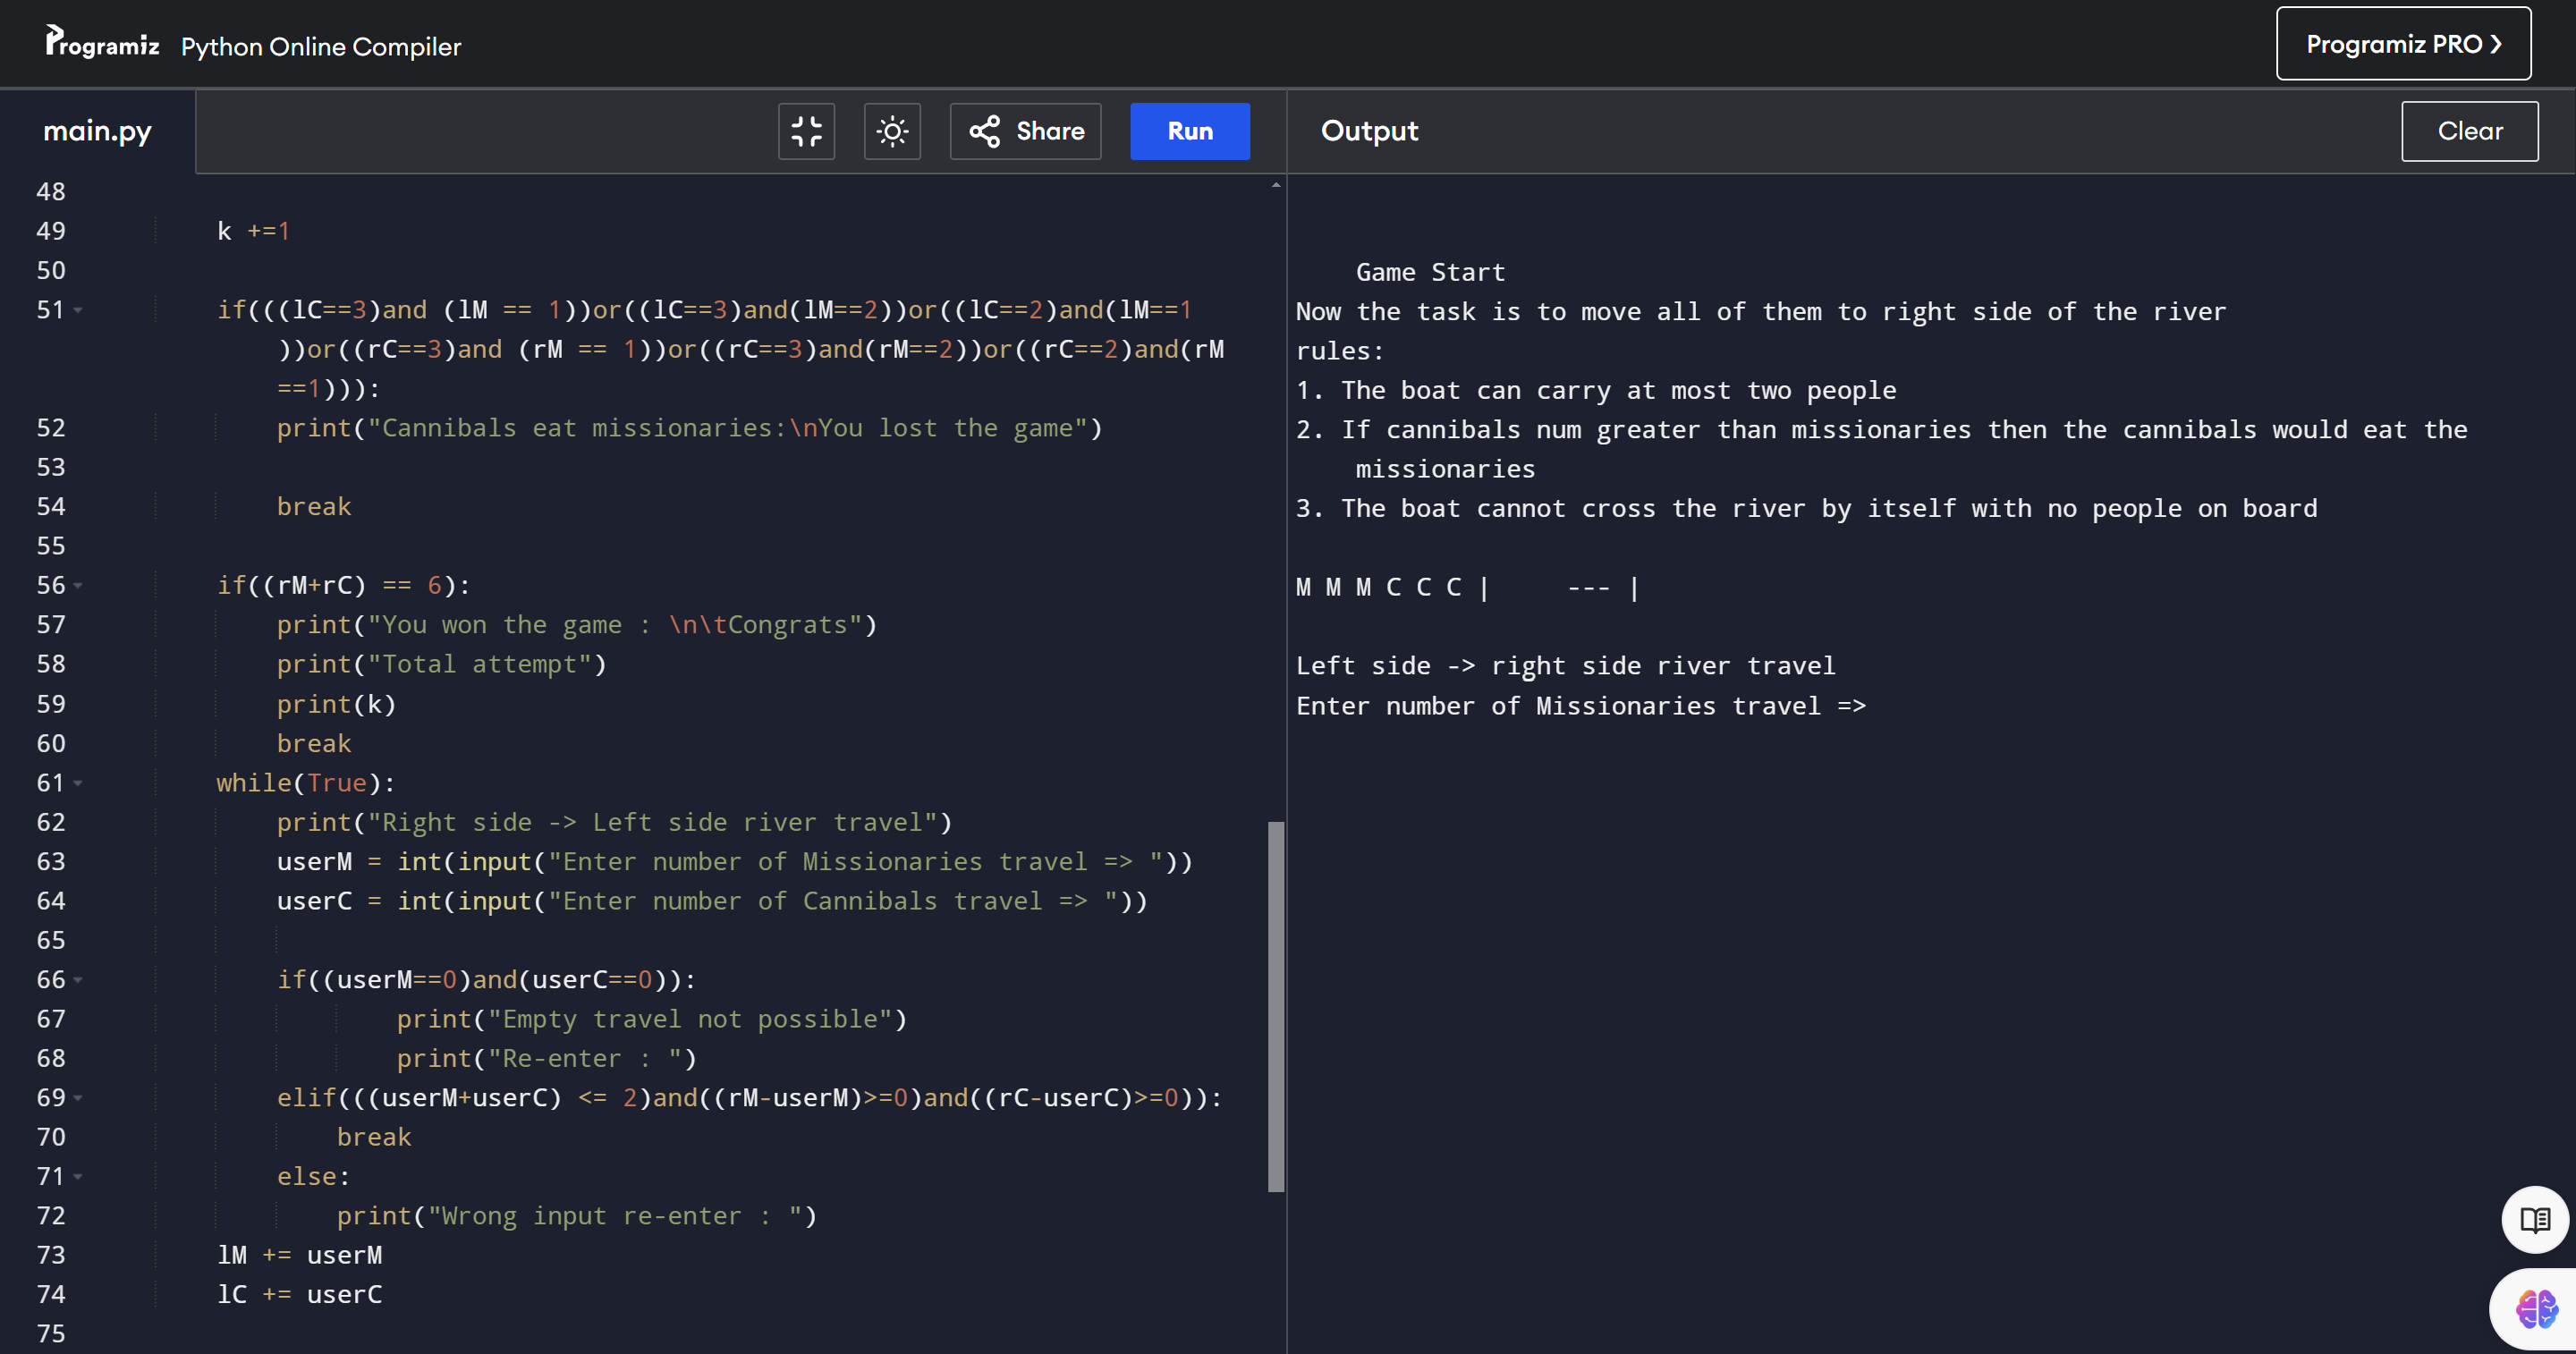 Programiz Python Online Compiler
Programiz PRO ❯
main.py
Share
Run
Output
Clear
48
49 k +=1
50
51 if(((lC==3)and (lM == 1))or((lC==3)and(lM==2))or((lC==2)and(lM==1
))or((rC==3)and (rM == 1))or((rC==3)and(rM==2))or((rC==2)and(rM
==1))):
52 print("Cannibals eat missionaries:\nYou lost the game")
53
54 break
55
56 if((rM+rC) == 6):
57 print("You won the game : \n\tCongrats")
58 print("Total attempt")
59 print(k)
60 break
61 while(True):
62 print("Right side -> Left side river travel")
63 userM = int(input("Enter number of Missionaries travel => "))
64 userC = int(input("Enter number of Cannibals travel => "))
65
66 if((userM==0)and(userC==0)):
67 print("Empty travel not possible")
68 print("Re-enter : ")
69 elif(((userM+userC) <= 2)and((rM-userM)>=0)and((rC-userC)>=0)):
70 break
71 else:
72 print("Wrong input re-enter : ")
73 lM += userM
74 lC += userC
75
Game Start
Now the task is to move all of them to right side of the river
rules:
1. The boat can carry at most two people
2. If cannibals num greater than missionaries then the cannibals would eat the
missionaries
3. The boat cannot cross the river by itself with no people on board
M M M C C C |     --- |
Left side -> right side river travel
Enter number of Missionaries travel =>